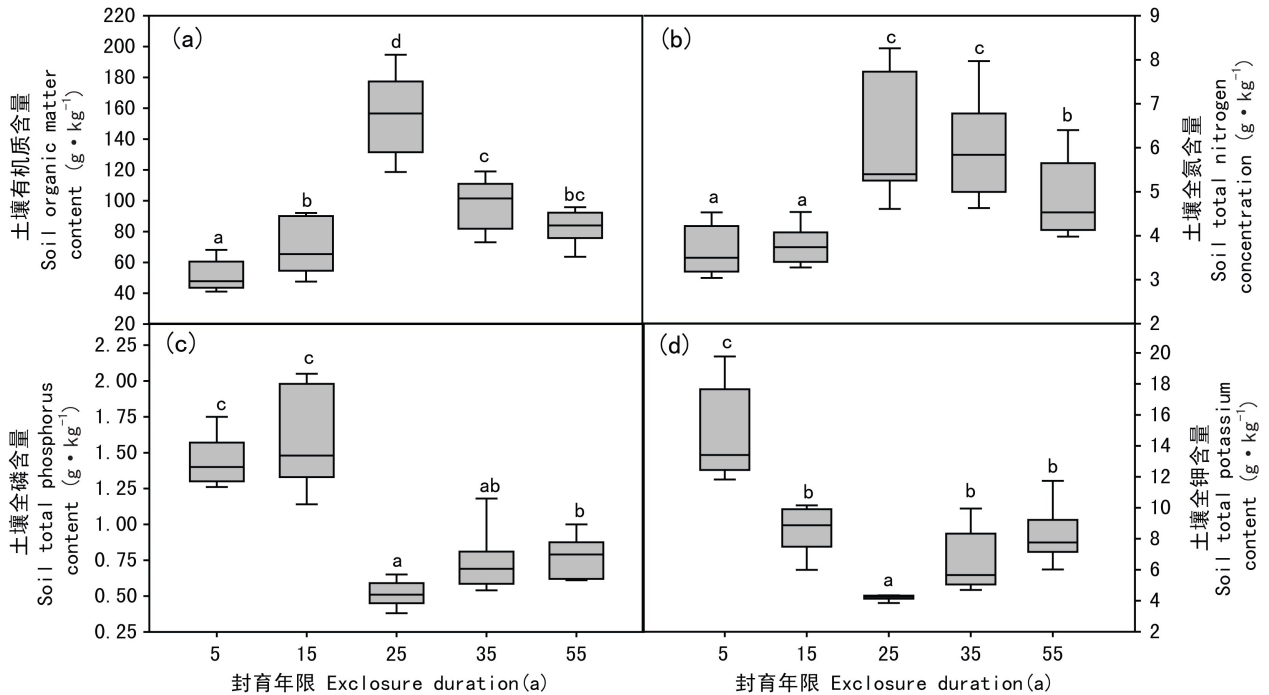 土壤有机质含量
Soil organic matter
content (g·kg⁻¹)
220
200
180
160
140
120
100
80
60
40
20
(a)
a
b
d
c
bc
(b)
a
a
c
c
b
9
8
7
6
5
4
3
2
土壤全氮含量
Soil total nitrogen
concentration (g·kg⁻¹)
土壤全磷含量
Soil total phosphorus
content (g·kg⁻¹)
2.25
2.00
1.75
1.50
1.25
1.00
0.75
0.50
0.25
(c)
c
c
a
ab
b
(d)
c
b
a
b
b
20
18
16
14
12
10
8
6
4
2
土壤全钾含量
Soil total potassium
content (g·kg⁻¹)
5 15 25 35 55
5 15 25 35 55
封育年限 Exclosure duration(a)
封育年限 Exclosure duration(a)